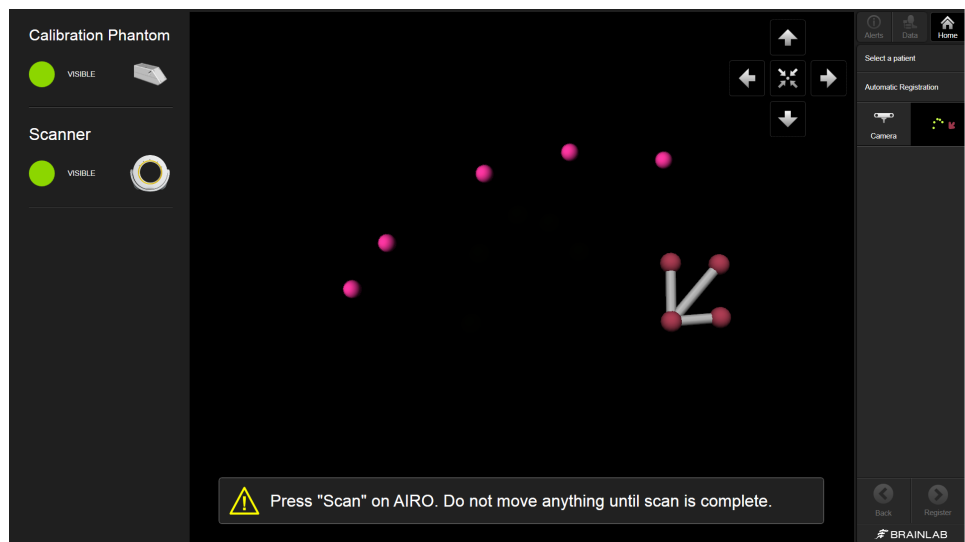 Calibration Phantom
VISIBLE
Scanner
VISIBLE
Press "Scan" on AIRO. Do not move anything until scan is complete.
Alerts
Data
Home
Select a patient
Automatic Registration
Camera
Back
Register
BRAINLAB